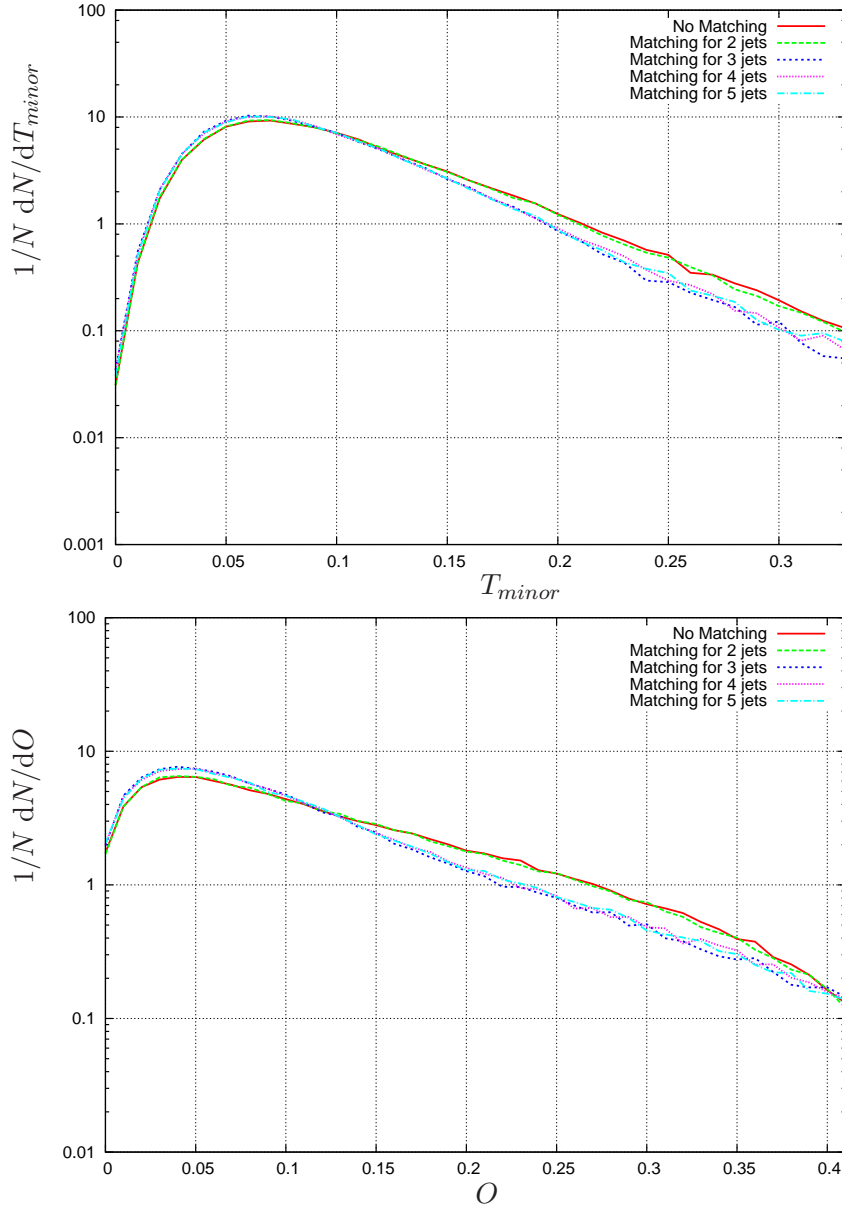 100
10
1
0.1
0.01
0.001
1/N dN/dT_minor
No Matching
Matching for 2 jets
Matching for 3 jets
Matching for 4 jets
Matching for 5 jets
0 0.05 0.1 0.15 0.2 0.25 0.3
T_minor
100
10
1
0.1
0.01
1/N dN/dO
No Matching
Matching for 2 jets
Matching for 3 jets
Matching for 4 jets
Matching for 5 jets
0 0.05 0.1 0.15 0.2 0.25 0.3 0.35 0.4
O